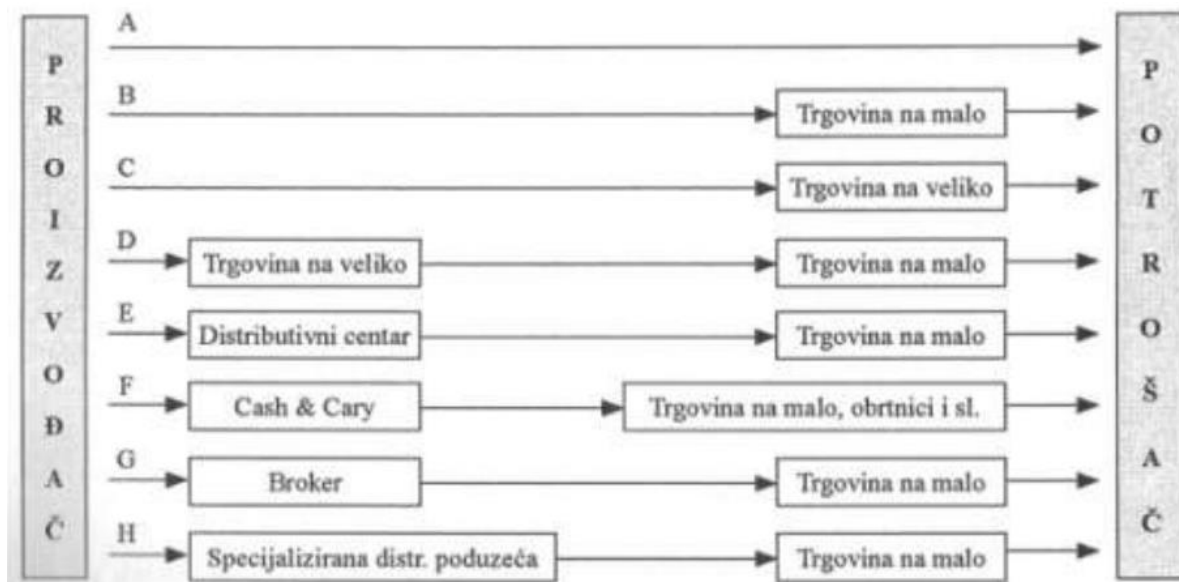 PROIZVOĐAČ
A
B
Trgovina na malo
C
Trgovina na veliko
D
Trgovina na veliko
Trgovina na malo
E
Distributivni centar
Trgovina na malo
F
Cash & Cary
Trgovina na malo, obrtnici i sl.
G
Broker
Trgovina na malo
H
Specijalizirana distr. poduzeća
Trgovina na malo
POTROŠAČ